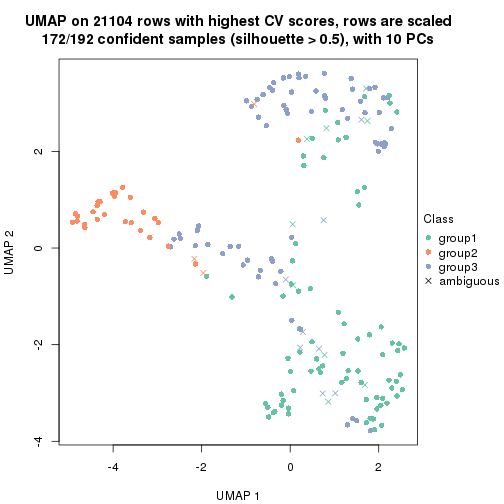 UMAP on 21104 rows with highest CV scores, rows are scaled
172/192 confident samples (silhouette > 0.5), with 10 PCs
UMAP 2
2
0
-2
-4
-4
-2
0
2
UMAP 1
Class
group1
group2
group3
ambiguous